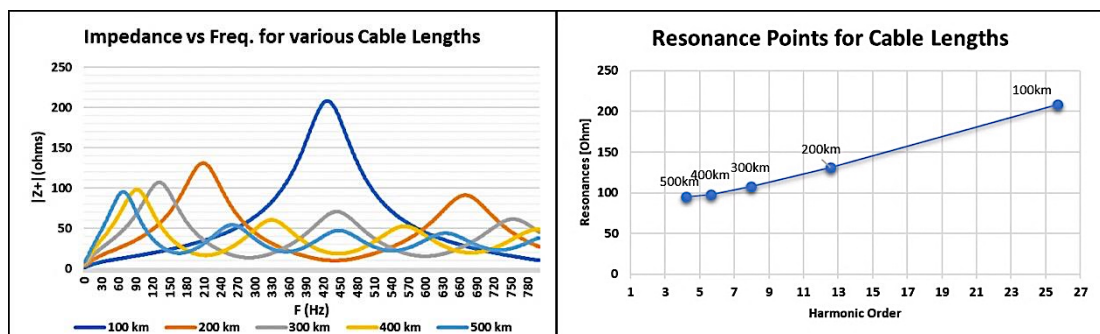 Impedance vs Freq. for various Cable Lengths
250
200
150
100
50
0
|Z+| (ohms)
0 30 60 90 120 150 180 210 240 270 300 330 360 390 420 450 480 510 540 570 600 630 660 690 720 750 780
F (Hz)
100 km 200 km 300 km 400 km 500 km
Resonance Points for Cable Lengths
250
200
150
100
50
0
Resonances [Ohm]
500km
400km
300km
200km
100km
1 3 5 7 9 11 13 15 17 19 21 23 25 27
Harmonic Order